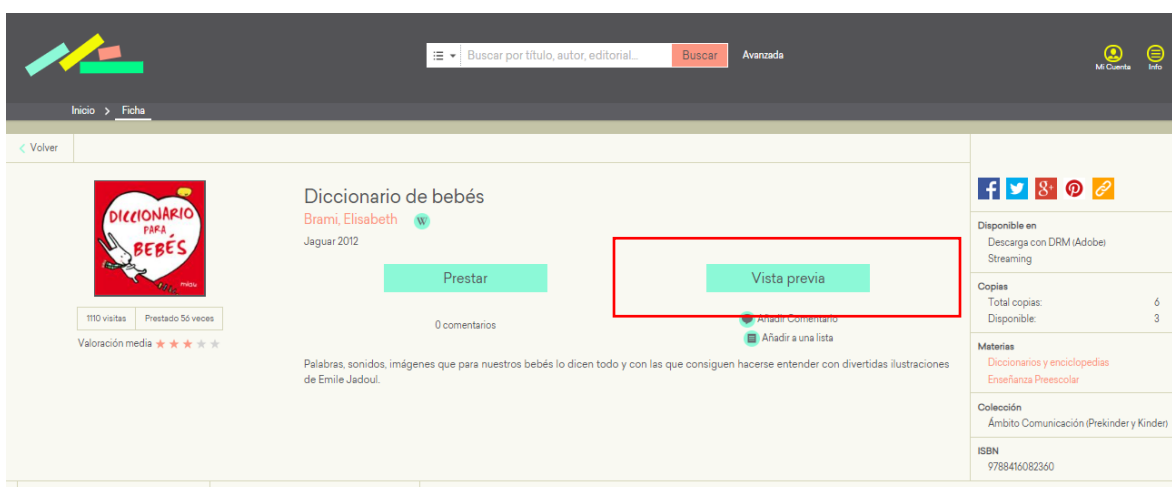 Buscar por título, autor, editorial...
Buscar
Avanzada
Mi Cuenta
Info
Inicio > Ficha
< Volver
DICCIONARIO
PARA
BEBÉS
miau
1110 visitas
Prestado 56 veces
Valoración media
Diccionario de bebés
Brami, Elisabeth
W
Jaguar 2012
Prestar
Vista previa
0 comentarios
Añadir Comentario
Añadir a una lista
Palabras, sonidos, imágenes que para nuestros bebés lo dicen todo y con las que consiguen hacerse entender con divertidas ilustraciones
de Emile Jadoul.
Disponible en
Descarga con DRM (Adobe)
Streaming
Copias
Total copias: 6
Disponible: 3
Materias
Diccionarios y enciclopedias
Enseñanza Preescolar
Colección
Ámbito Comunicación (Prekinder y Kinder)
ISBN
9788416082360